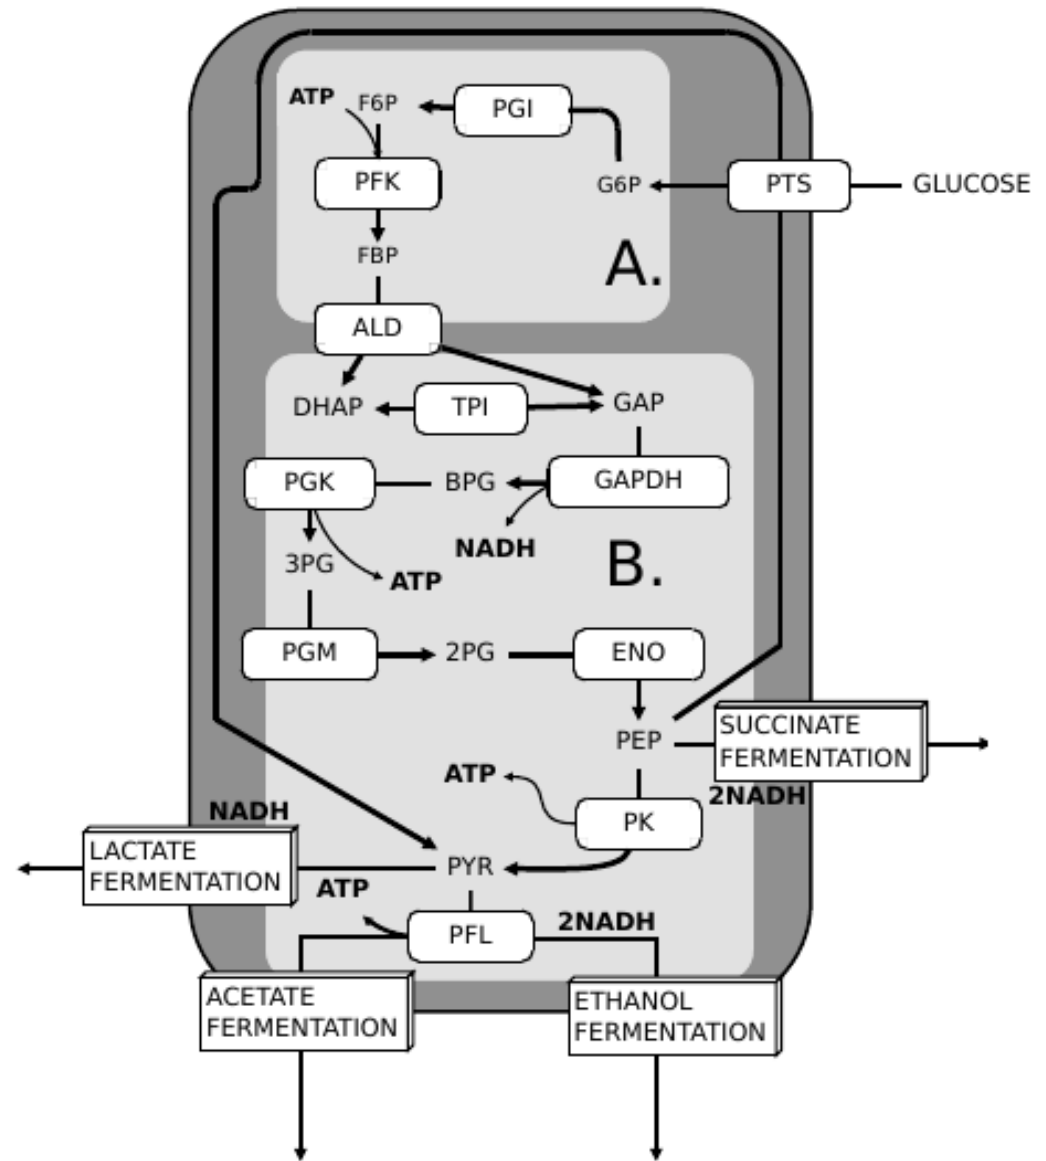 ATP
F6P
PGI
PFK
G6P
PTS
GLUCOSE
FBP
A.
ALD
DHAP
TPI
GAP
PGK
BPG
GAPDH
NADH
3PG
ATP
B.
PGM
2PG
ENO
PEP
SUCCINATE
FERMENTATION
ATP
2NADH
NADH
PK
LACTATE
FERMENTATION
PYR
ATP
PFL
2NADH
ACETATE
FERMENTATION
ETHANOL
FERMENTATION